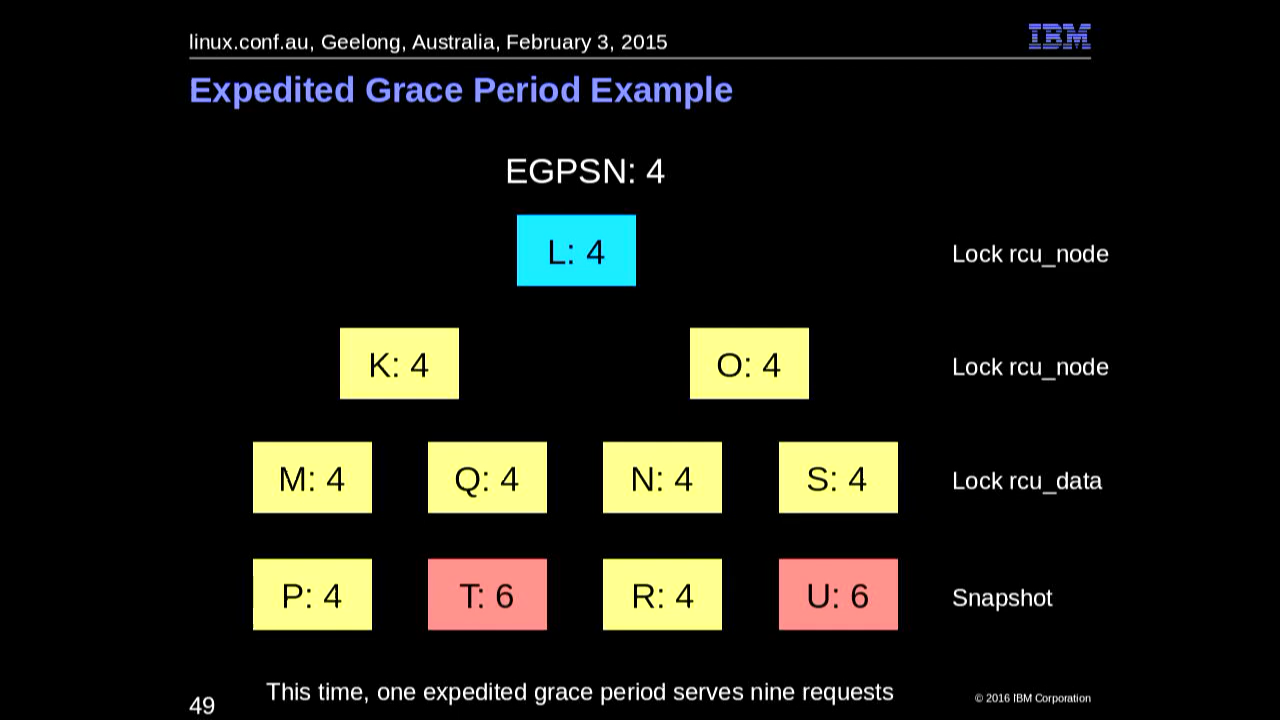 linux.conf.au, Geelong, Australia, February 3, 2015
IBM
Expedited Grace Period Example
EGPSN: 4
L: 4
Lock rcu_node
K: 4
O: 4
Lock rcu_node
M: 4
Q: 4
N: 4
S: 4
Lock rcu_data
P: 4
T: 6
R: 4
U: 6
Snapshot
This time, one expedited grace period serves nine requests
49
© 2016 IBM Corporation